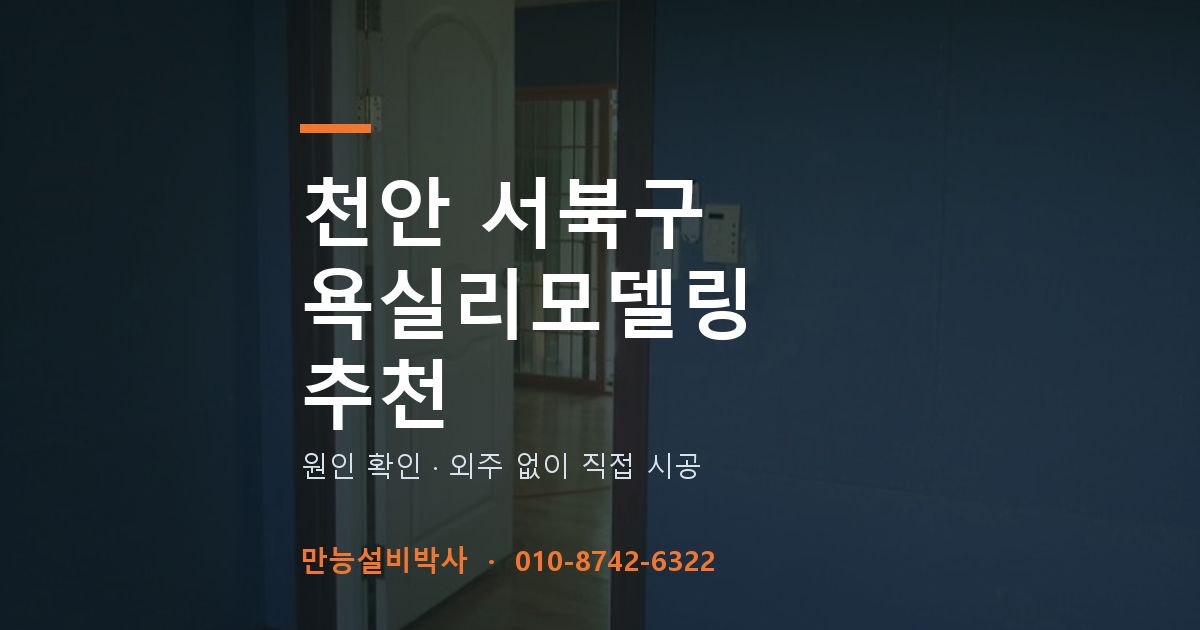 천안 서북구
욕실리모델링
추천
원인 확인 · 외주 없이 직접 시공
만능설비박사 · 010-8742-6322